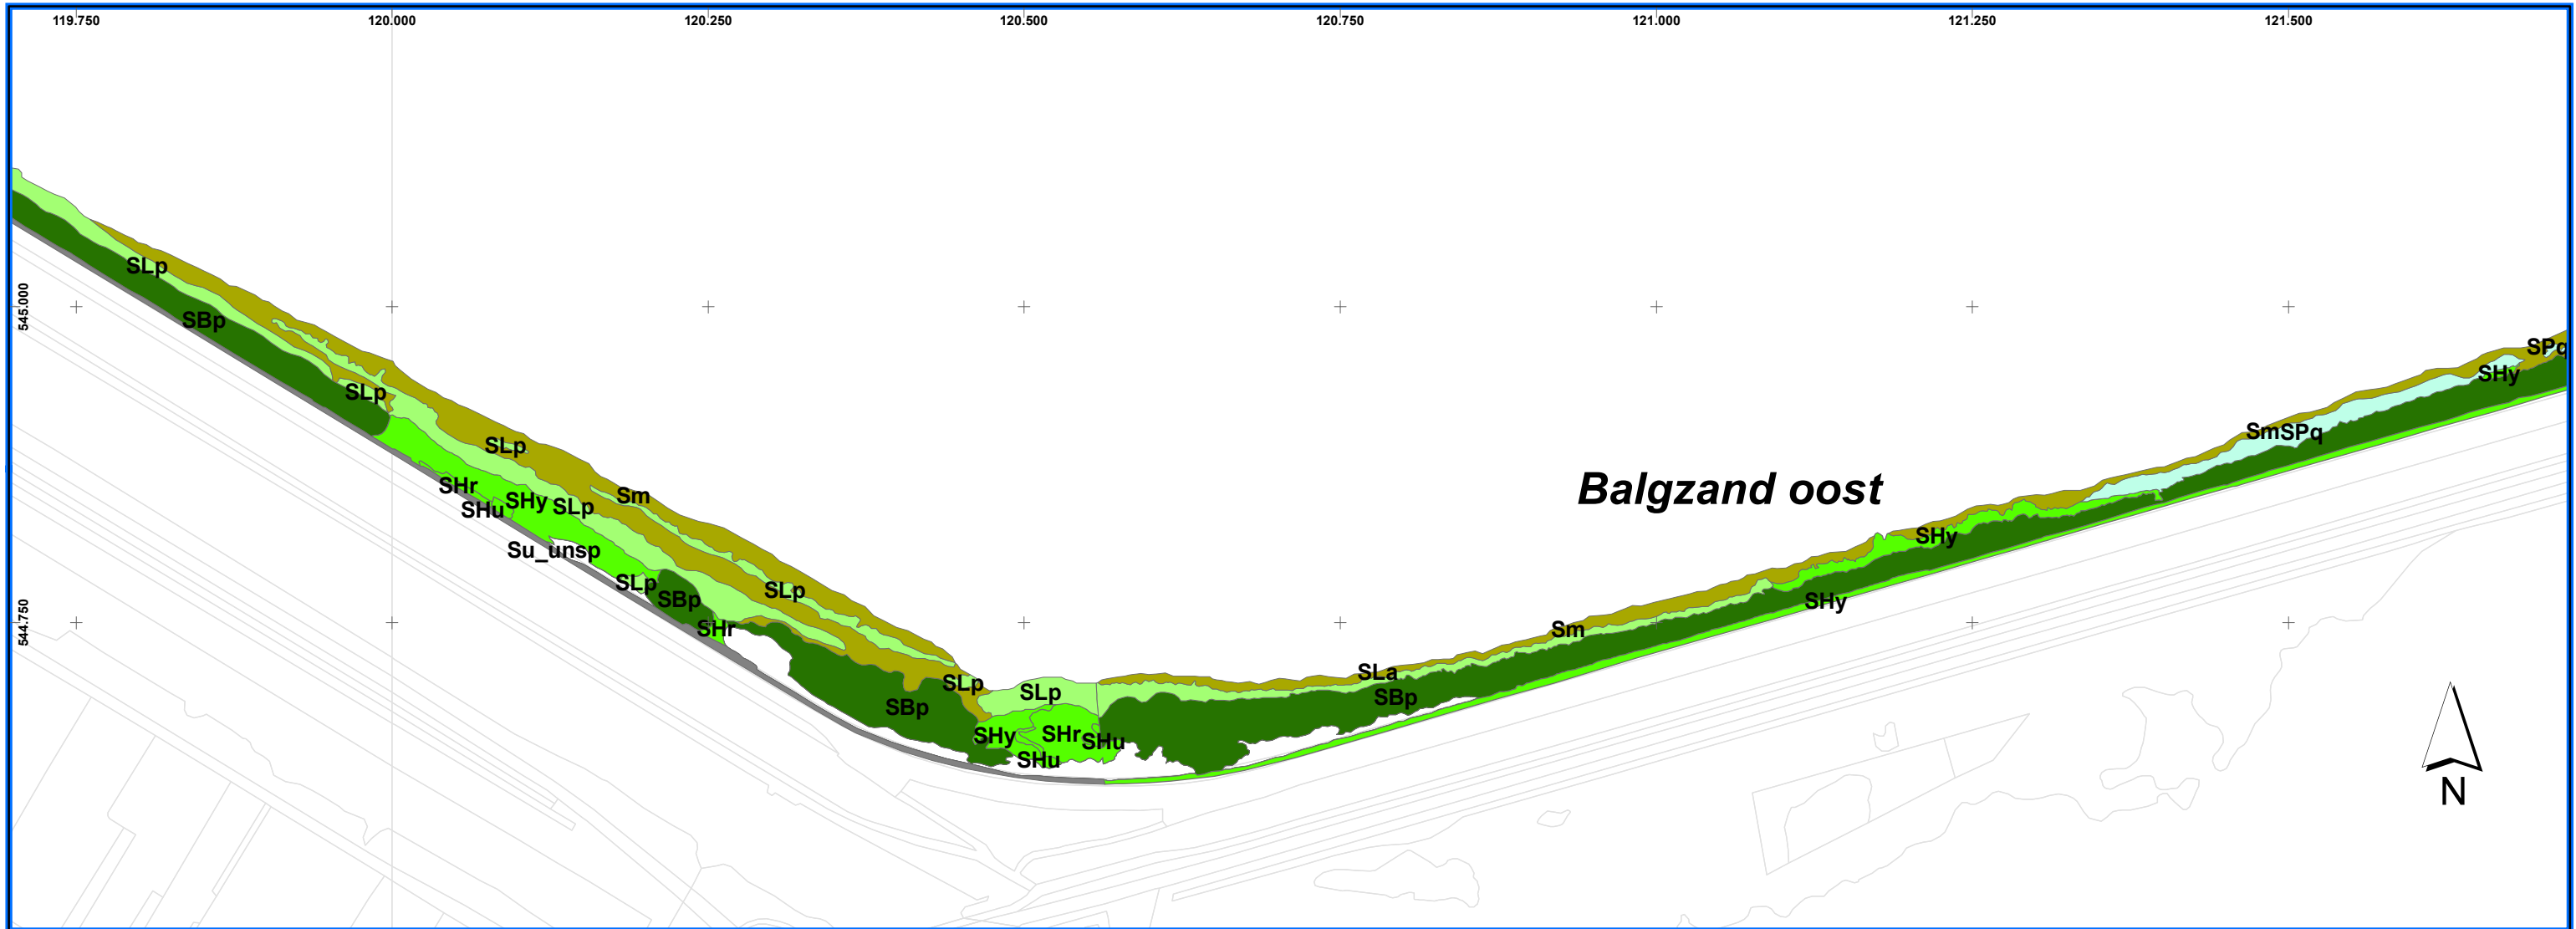 119.750 120.000 120.250 120.500 120.750 121.000 121.250 121.500
545.000
544.750
SLp
SBp
SLp
SLp
Sm
SHr
SHu
SHy
SLp
Su_unsp
SLp
SBp
SLp
SHr
SLp
SBp
SLp
SHy
SHr
SHu
SHu
SLa
SBp
Sm
SHy
SHy
Balgzand oost
SmSPq
SHy
SPq
N